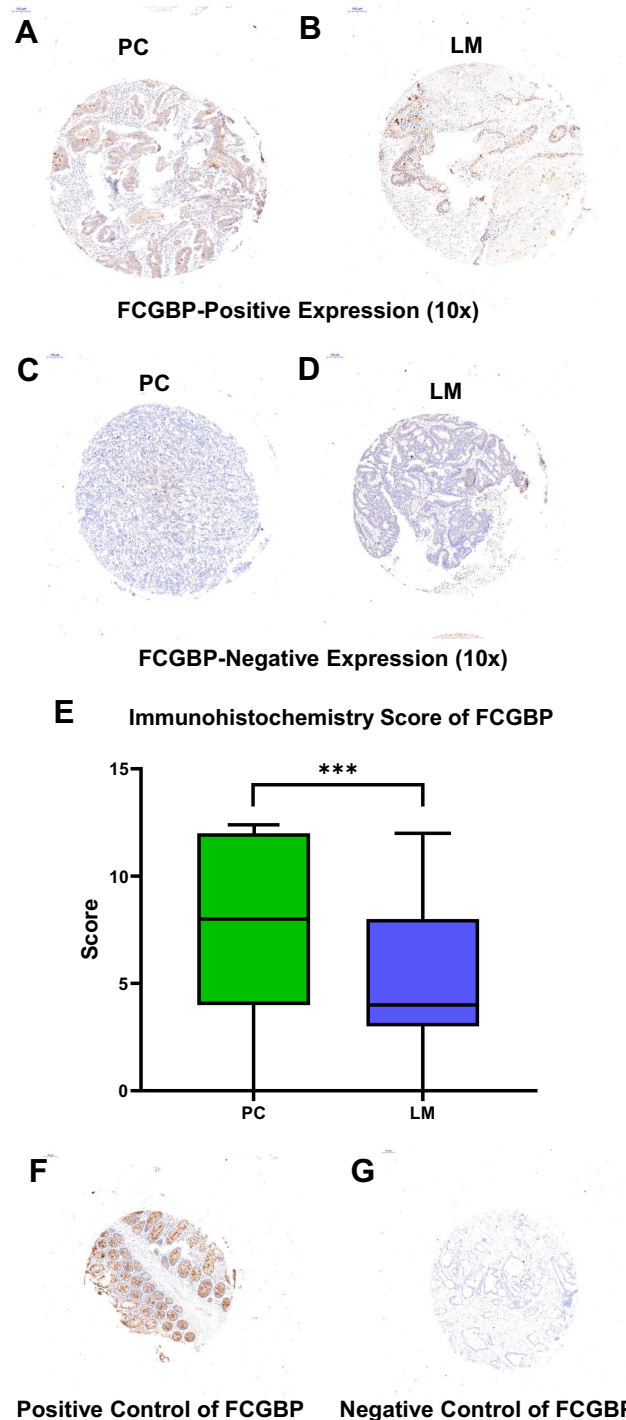 A
PC
B
LM
FCGBP-Positive Expression (10x)
C
PC
D
LM
FCGBP-Negative Expression (10x)
E
Immunohistochemistry Score of FCGBP
***
15
10
5
0
Score
PC
LM
F
G
Positive Control of FCGBP
Negative Control of FCGBP